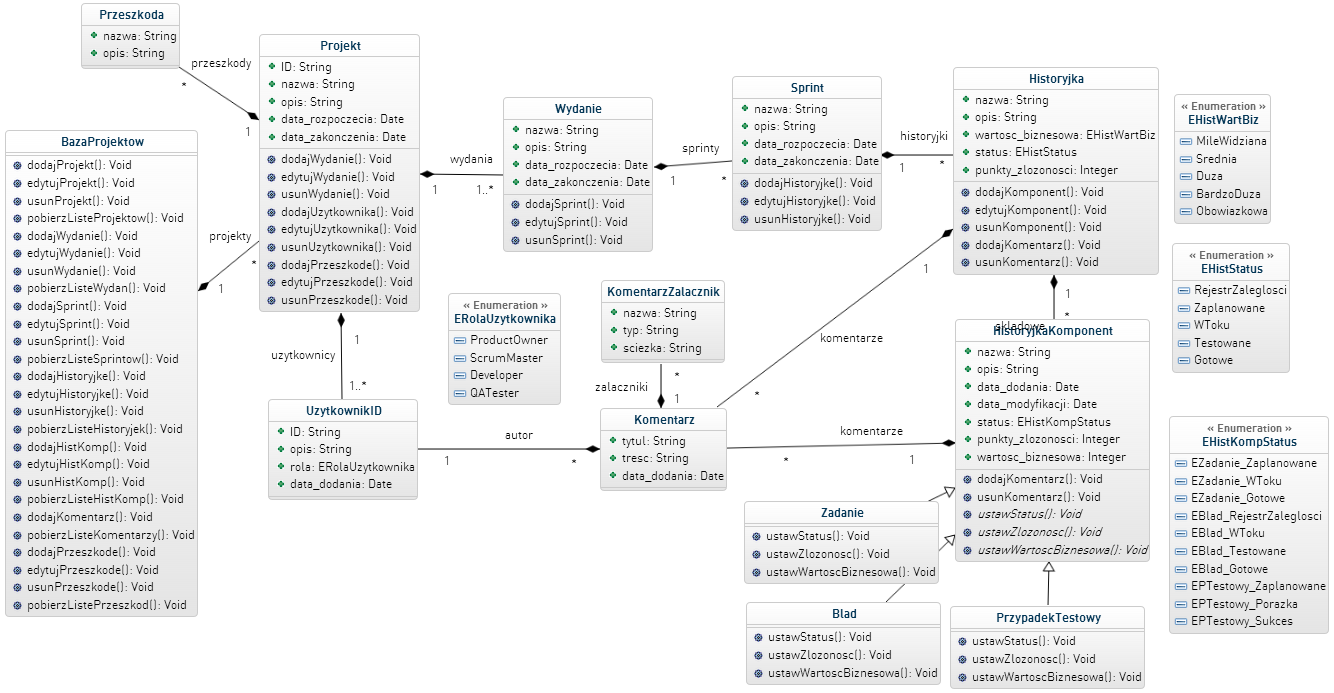 Przeszkoda
nazwa: String
opis: String
przeszkody
*
1
Projekt
ID: String
nazwa: String
opis: String
data_rozpoczecia: Date
data_zakonczenia: Date
dodajWydanie(): Void
edytujWydanie(): Void
usunWydanie(): Void
dodajUzytkownika(): Void
edytujUzytkownika(): Void
usunUzytkownika(): Void
dodajPrzeszkode(): Void
edytujPrzeszkode(): Void
usunPrzeszkode(): Void
BazaProjektow
dodajProjekt(): Void
edytujProjekt(): Void
usunProjekt(): Void
pobierzListeProjektow(): Void
dodajWydanie(): Void
edytujWydanie(): Void
usunWydanie(): Void
pobierzListeWydan(): Void
dodajSprint(): Void
edytujSprint(): Void
usunSprint(): Void
pobierzListeSprintow(): Void
dodajHistoryjke(): Void
edytujHistoryjke(): Void
usunHistoryjke(): Void
pobierzListeHistoryjek(): Void
dodajHistKomp(): Void
edytujHistKomp(): Void
usunHistKomp(): Void
pobierzListeHistKomp(): Void
dodajKomentarz(): Void
pobierzListeKomentarzy(): Void
dodajPrzeszkode(): Void
edytujPrzeszkode(): Void
usunPrzeszkode(): Void
pobierzListePrzeszkod(): Void
projekty
*
1
wydania
1
1..*
Wydanie
nazwa: String
opis: String
data_rozpoczecia: Date
data_zakonczenia: Date
dodajSprint(): Void
edytujSprint(): Void
usunSprint(): Void
sprinty
1
*
Sprint
nazwa: String
opis: String
data_rozpoczecia: Date
data_zakonczenia: Date
dodajHistoryjke(): Void
edytujHistoryjke(): Void
usunHistoryjke(): Void
historyjki
1
*
Historyjka
nazwa: String
opis: String
wartosc_biznesowa: EHistWartBiz
status: EHistStatus
punkty_zlozonosci: Integer
dodajKomponent(): Void
edytujKomponent(): Void
usunKomponent(): Void
dodajKomentarz(): Void
usunKomentarz(): Void
‹‹ Enumeration ››
EHistWartBiz
MileWidziana
Srednia
Duza
BardzoDuza
Obowiazkowa
‹‹ Enumeration ››
EHistStatus
RejestrZaleglosci
Zaplanowane
WToku
Testowane
Gotowe
‹‹ Enumeration ››
ERolaUzytkownika
ProductOwner
ScrumMaster
Developer
QATester
KomentarzZalacznik
nazwa: String
typ: String
sciezka: String
uzytkownicy
1
1..*
zalaczniki
*
1
komentarze
1
*
1
*
skladowe
HistoryjkaKomponent
nazwa: String
opis: String
data_dodania: Date
data_modyfikacji: Date
status: EHistKompStatus
punkty_zlozonosci: Integer
wartosc_biznesowa: Integer
dodajKomentarz(): Void
usunKomentarz(): Void
ustawStatus(): Void
ustawZlozonosc(): Void
ustawWartoscBiznesowa(): Void
UzytkownikID
ID: String
opis: String
rola: ERolaUzytkownika
data_dodania: Date
autor
1
*
Komentarz
tytul: String
tresc: String
data_dodania: Date
komentarze
*
1
‹‹ Enumeration ››
EHistKompStatus
EZadanie_Zaplanowane
EZadanie_WToku
EZadanie_Gotowe
EBlad_RejestrZaleglosci
EBlad_WToku
EBlad_Testowane
EBlad_Gotowe
EPTestowy_Zaplanowane
EPTestowy_Porazka
EPTestowy_Sukces
Zadanie
ustawStatus(): Void
ustawZlozonosc(): Void
ustawWartoscBiznesowa(): Void
Blad
ustawStatus(): Void
ustawZlozonosc(): Void
ustawWartoscBiznesowa(): Void
PrzypadekTestowy
ustawStatus(): Void
ustawZlozonosc(): Void
ustawWartoscBiznesowa(): Void